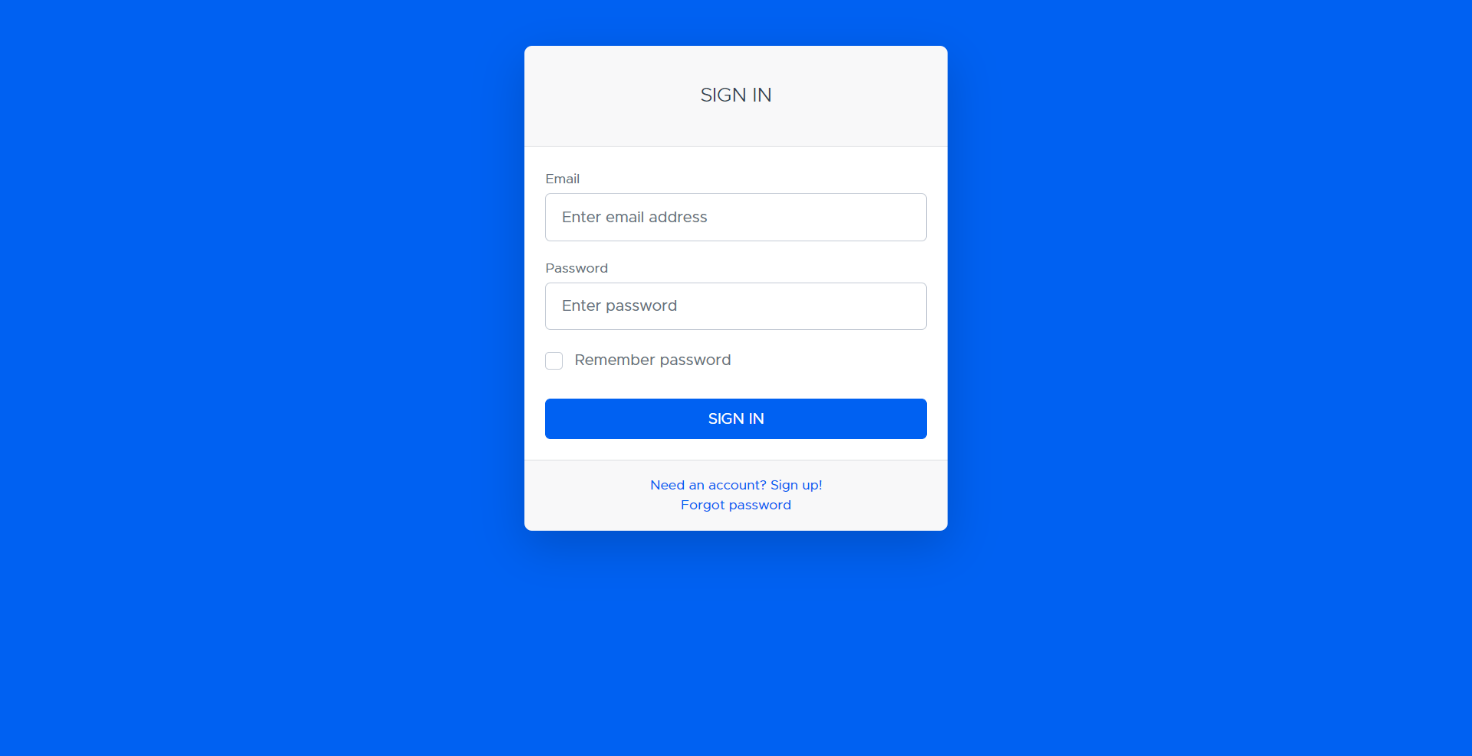 SIGN IN
Email
Enter email address
Password
Enter password
Remember password
SIGN IN
Need an account? Sign up!
Forgot password